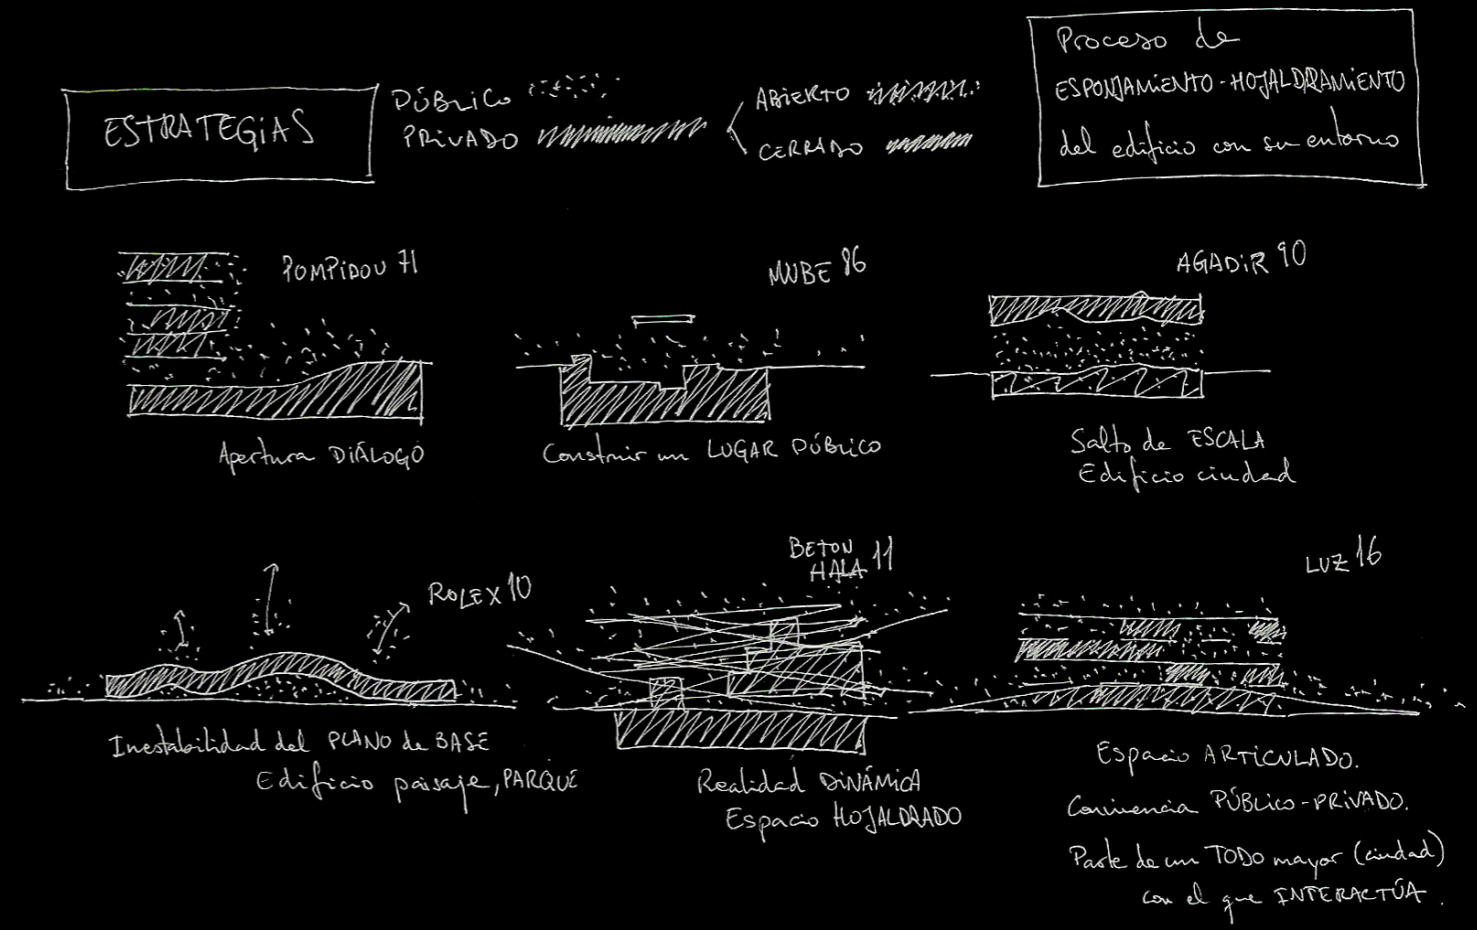 ESTRATEGIAS
PÚBLICO
PRIVADO
ABIERTO
CERRADO
Proceso de
ESPONJAMIENTO-HOJALDRAMIENTO
del edificio con su entorno
POMPIDOU 71
Apertura DIÁLOGO
MUBE 86
Construir un LUGAR PÚBLICO
AGADIR 90
Salto de ESCALA
Edificio ciudad
ROLEX 10
Inestabilidad del PLANO de BASE
Edificio paisaje, PARQUE
BETON
HALA 11
Realidad DINÁMICA
Espacio HOJALDRADO
LUZ 16
Espacio ARTICULADO.
Convivencia PÚBLICO-PRIVADO.
Parte de un TODO mayor (ciudad)
con el que INTERACTÚA.